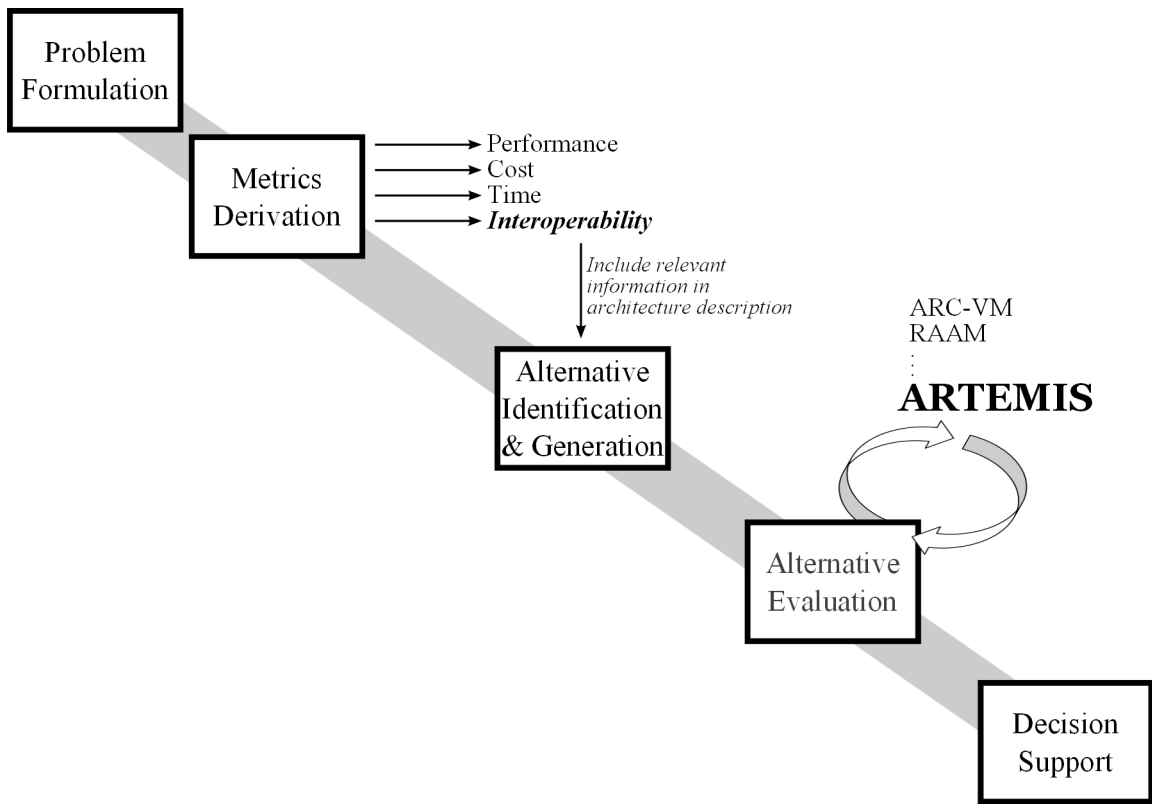 Problem
Formulation
Metrics
Derivation
Performance
Cost
Time
Interoperability
Include relevant
information in
architecture description
ARC-VM
RAAM
ARTEMIS
Alternative
Identification
& Generation
Alternative
Evaluation
Decision
Support